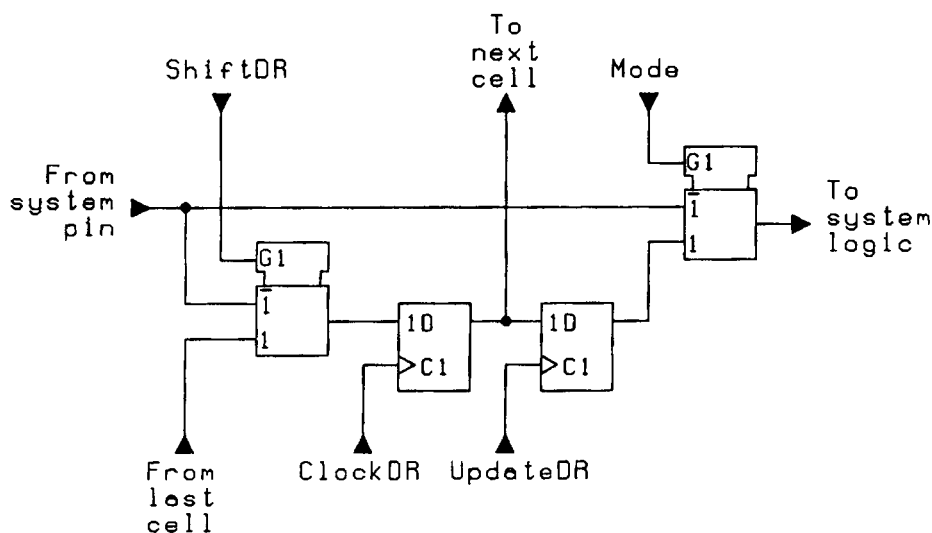 To
next
cell
ShiftDR
Mode
From
system
pin
G1
1
1
To
system
logic
G1
1
1
1D
C1
1D
C1
From
last
cell
ClockDR
UpdateDR